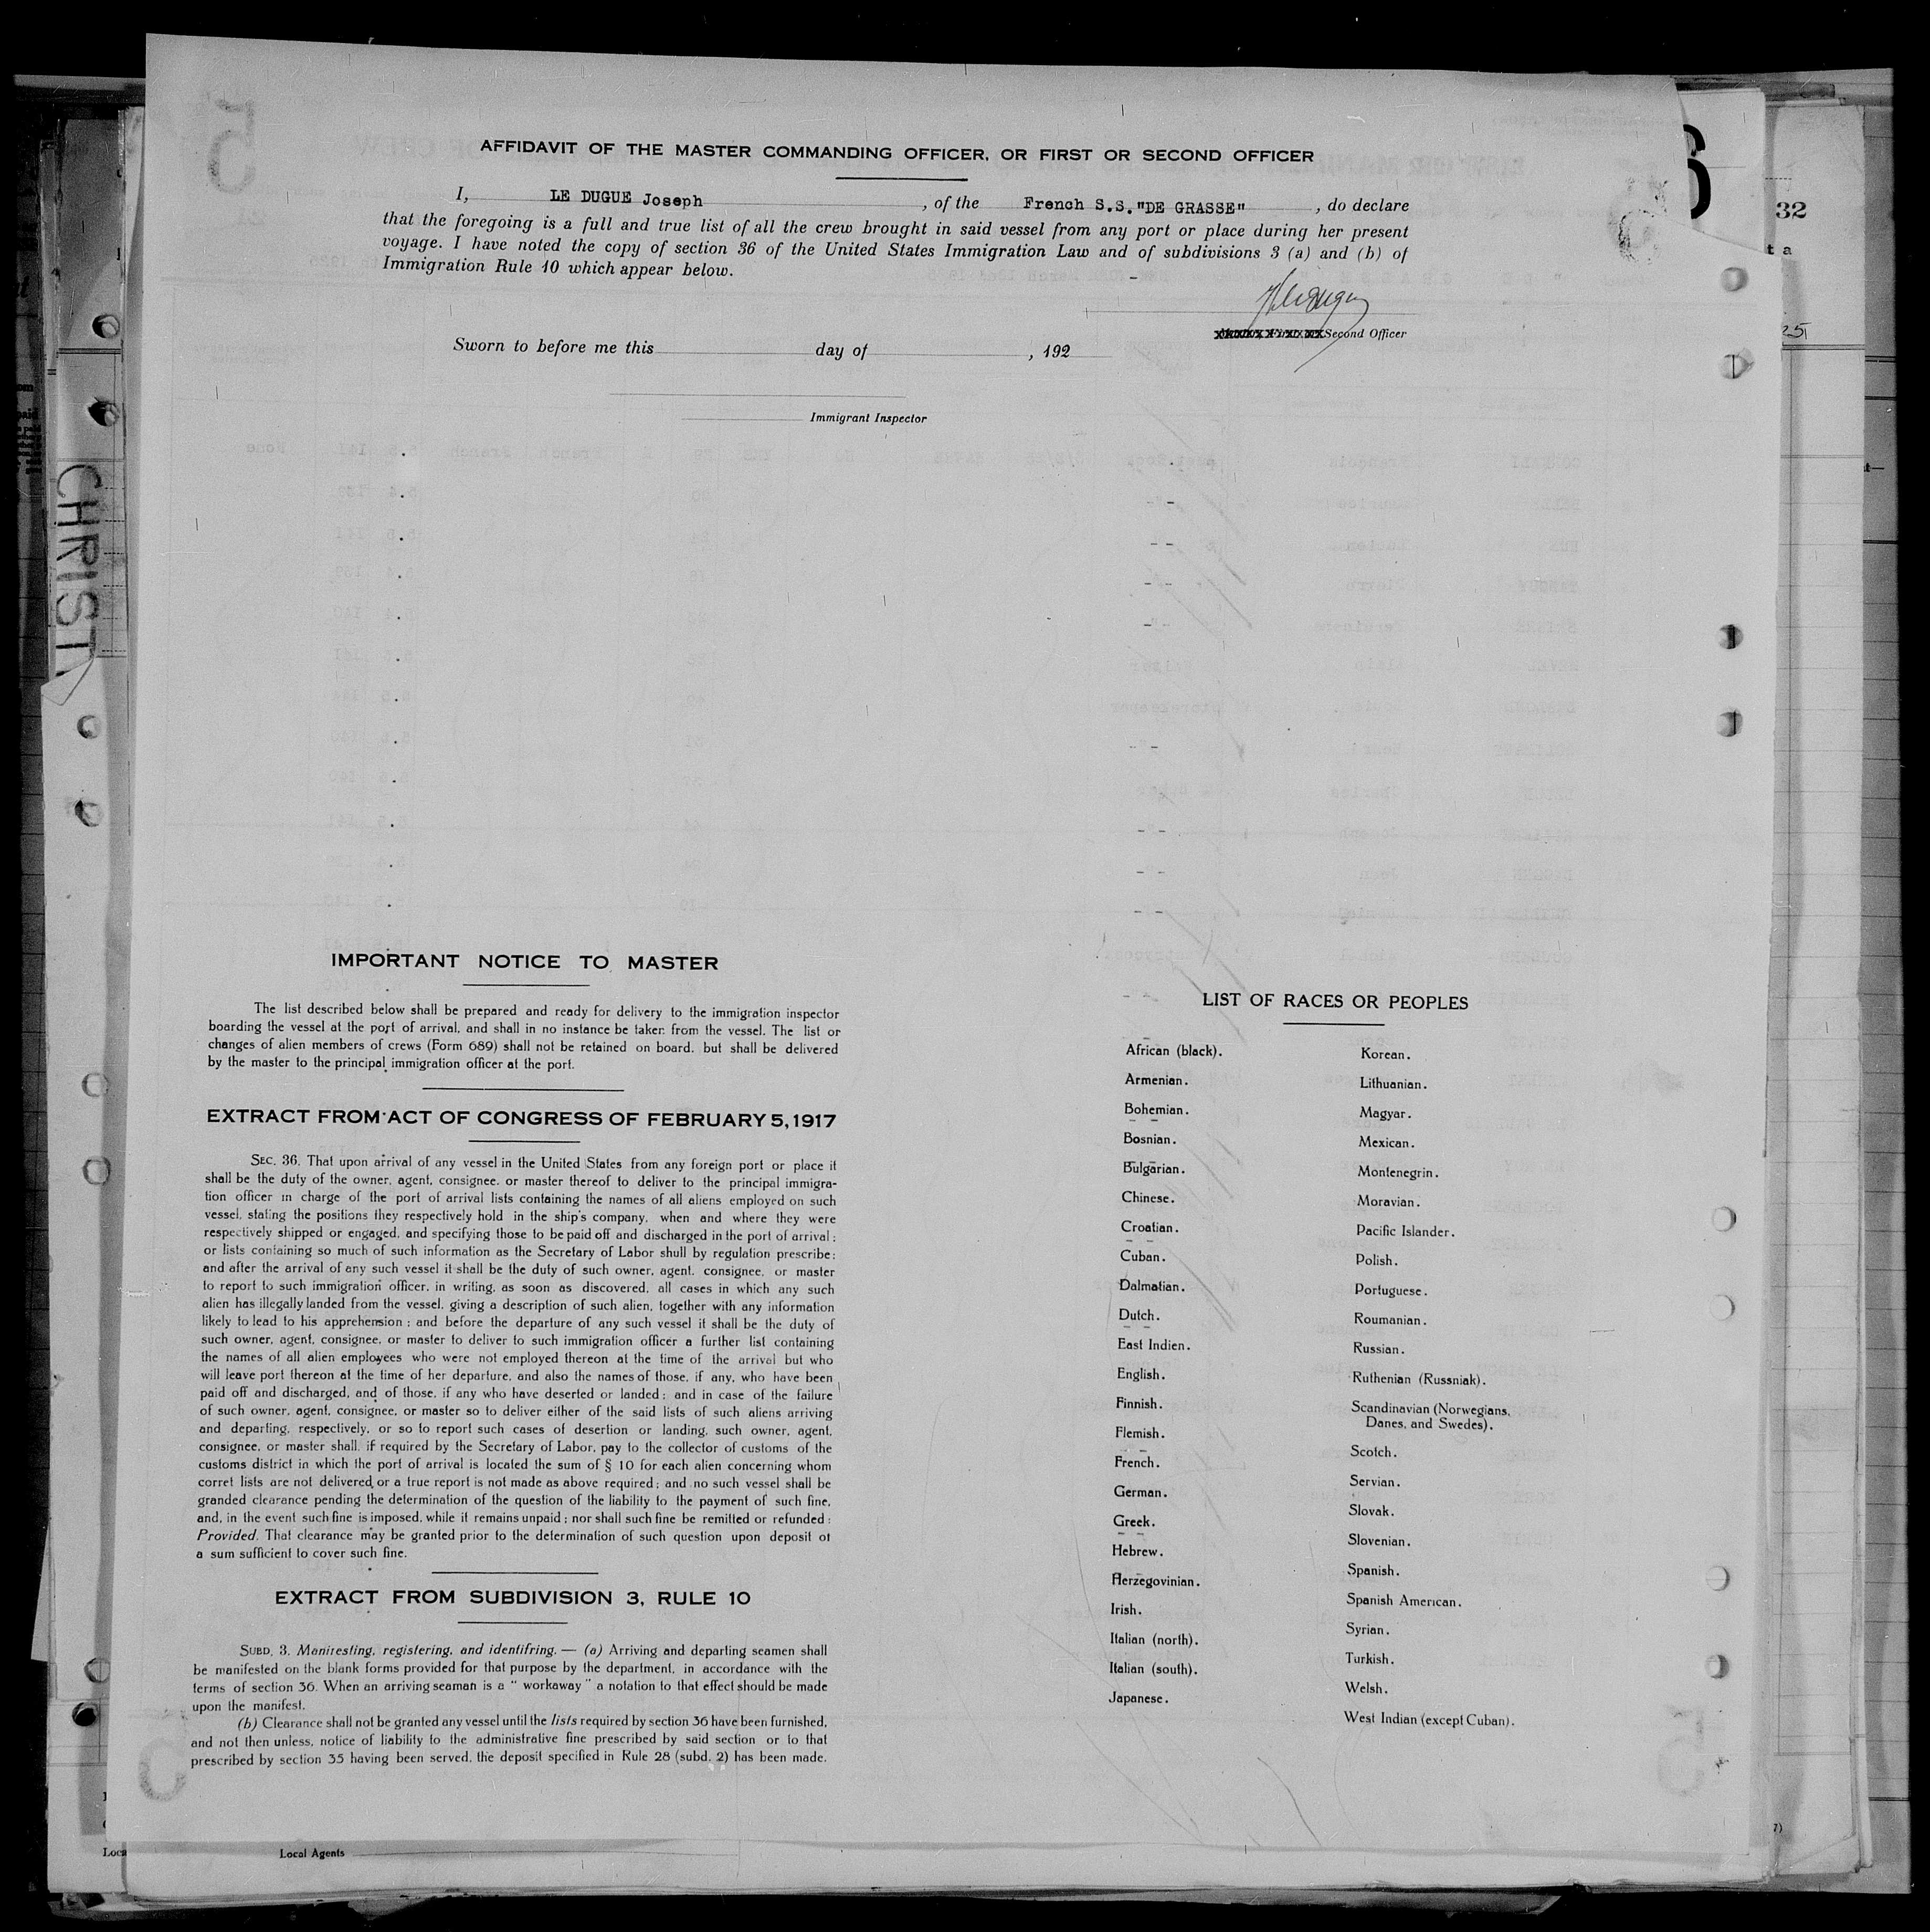 AFFIDAVIT OF THE MASTER COMMANDING OFFICER, OR FIRST OR SECOND OFFICER
I, LE DUGUE Joseph, of the French S.S. "DE GRASSE", do declare
that the foregoing is a full and true list of all the crew brought in said vessel from any port or place during her present
voyage. I have noted the copy of section 36 of the United States Immigration Law and of subdivisions 3 (a) and (b) of
Immigration Rule 10 which appear below.
Second Officer
Sworn to before me this day of , 192
Immigrant Inspector
CHRIST
32
25
IMPORTANT NOTICE TO MASTER
The list described below shall be prepared and ready for delivery to the immigration inspector
boarding the vessel at the port of arrival, and shall in no instance be taken from the vessel. The list or
changes of alien members of crews (Form 689) shall not be retained on board, but shall be delivered
by the master to the principal immigration officer at the port.
EXTRACT FROM ACT OF CONGRESS OF FEBRUARY 5, 1917
SEC. 36. That upon arrival of any vessel in the United States from any foreign port or place it
shall be the duty of the owner, agent, consignee, or master thereof to deliver to the principal immigra-
tion officer in charge of the port of arrival lists containing the names of all aliens employed on such
vessel, stating the positions they respectively hold in the ship's company, when and where they were
respectively shipped or engaged, and specifying those to be paid off and discharged in the port of arrival;
or lists containing so much of such information as the Secretary of Labor shull by regulation prescribe;
and after the arrival of any such vessel it shall be the duty of such owner, agent, consignee, or master
to report to such immigration officer, in writing, as soon as discovered, all cases in which any such
alien has illegally landed from the vessel, giving a description of such alien, together with any information
likely to lead to his apprehension; and before the departure of any such vessel it shall be the duty of
such owner, agent, consignee, or master to deliver to such immigration officer a further list containing
the names of all alien employees who were not employed thereon at the time of the arrival but who
will leave port thereon at the time of her departure, and also the names of those, if any, who have been
paid off and discharged, and of those, if any who have deserted or landed; and in case of the failure
of such owner, agent, consignee, or master so to deliver either of the said lists of such aliens arriving
and departing, respectively, or so to report such cases of desertion or landing, such owner, agent,
consignee, or master shall, if required by the Secretary of Labor, pay to the collector of customs of the
customs district in which the port of arrival is located the sum of § 10 for each alien concerning whom
corret lists are not delivered or a true report is not made as above required; and no such vessel shall be
granded clearance pending the determination of the question of the liability to the payment of such fine,
and, in the event such fine is imposed, while it remains unpaid; nor shall such fine be remitted or refunded:
Provided, That clearance may be granted prior to the determination of such question upon deposit of
a sum sufficient to cover such fine.
EXTRACT FROM SUBDIVISION 3, RULE 10
SUBD. 3. Maniresting, registering, and identifring. — (a) Arriving and departing seamen shall
be manifested on the blank forms provided for that purpose by the department, in accordance with the
terms of section 36. When an arriving seaman is a "workaway" a notation to that effect should be made
upon the manifest.
(b) Clearance shall not be granted any vessel until the lists required by section 36 have been furnished,
and not then unless, notice of liability to the administrative fine prescribed by said section or to that
prescribed by section 35 having been served, the deposit specified in Rule 28 (subd. 2) has been made.
LIST OF RACES OR PEOPLES
African (black).
Armenian.
Bohemian.
Bosnian.
Bulgarian.
Chinese.
Croatian.
Cuban.
Dalmatian.
Dutch.
East Indien.
English.
Finnish.
Flemish.
French.
German.
Greek.
Hebrew.
Herzegovinian.
Irish.
Italian (north).
Italian (south).
Japanese.
Korean.
Lithuanian.
Magyar.
Mexican.
Montenegrin.
Moravian.
Pacific Islander.
Polish.
Portuguese.
Roumanian.
Russian.
Ruthenian (Russniak).
Scandinavian (Norwegians,
Danes, and Swedes).
Scotch.
Servian.
Slovak.
Slovenian.
Spanish.
Spanish American.
Syrian.
Turkish.
Welsh.
West Indian (except Cuban).
Local Agents